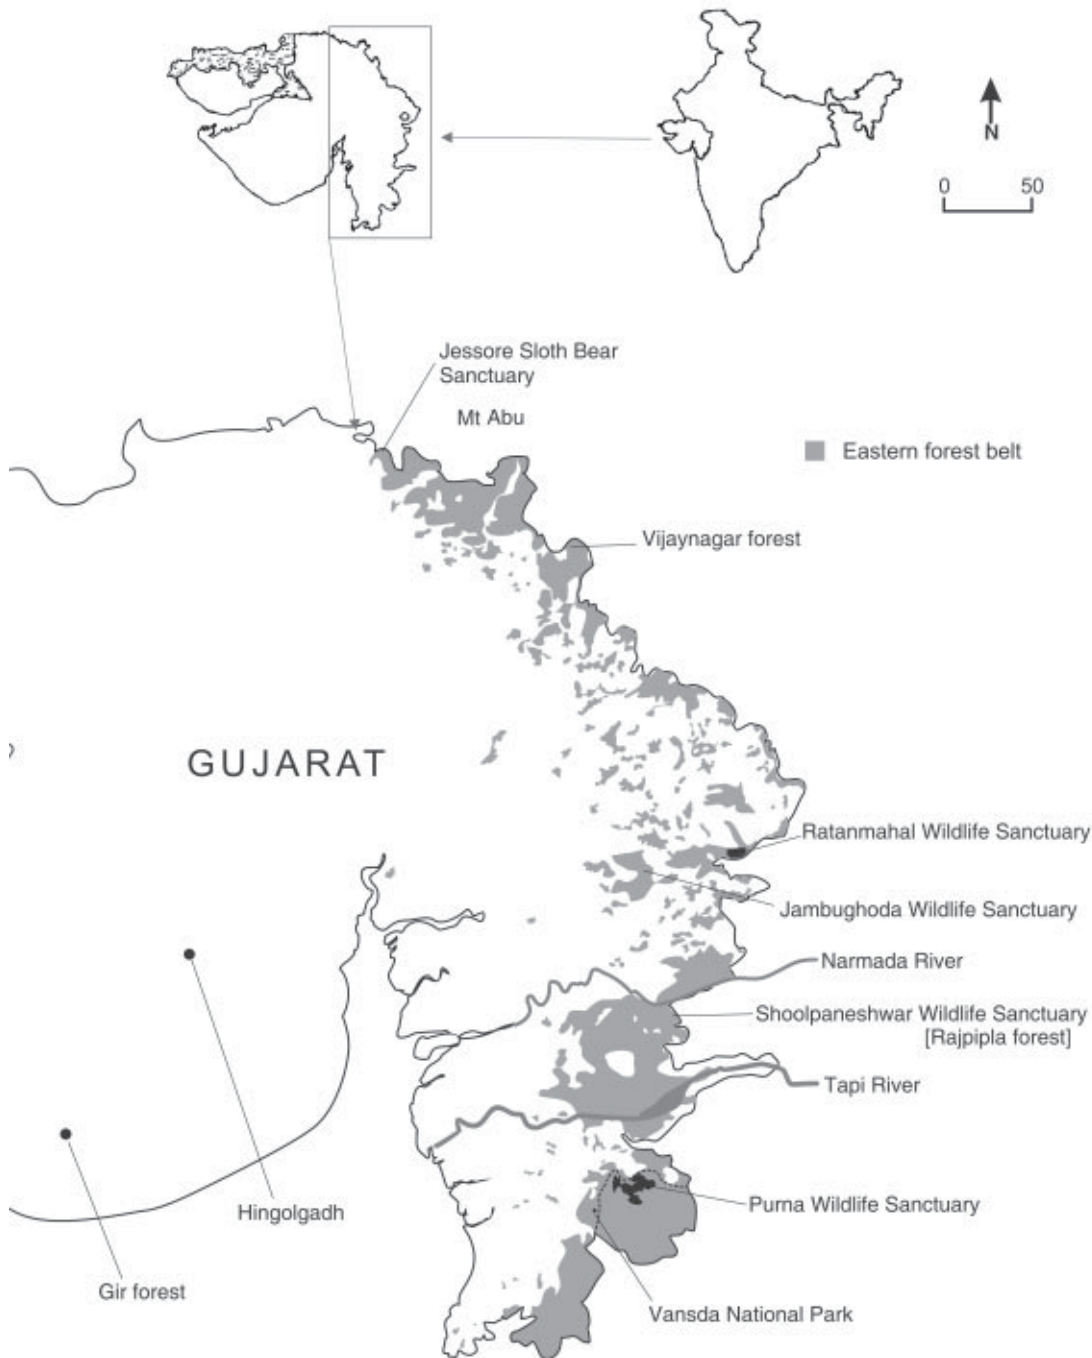 N
0 50
Jessore Sloth Bear
Sanctuary
Mt Abu
Eastern forest belt
Vijaynagar forest
GUJARAT
Ratanmahal Wildlife Sanctuary
Jambughoda Wildlife Sanctuary
Narmada River
Shoolpaneshwar Wildlife Sanctuary
[Rajpipla forest]
Tapi River
Purna Wildlife Sanctuary
Hingolgadh
Gir forest
Vansda National Park